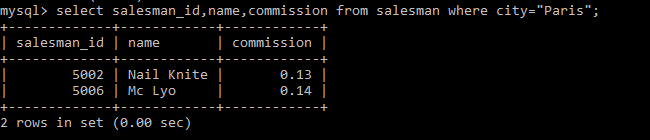 mysql> select salesman_id,name,commission from salesman where city="Paris";
+-------------+------------+------------+
| salesman_id | name       | commission |
+-------------+------------+------------+
|        5002 | Nail Knite |       0.13 |
|        5006 | Mc Lyo     |       0.14 |
+-------------+------------+------------+
2 rows in set (0.00 sec)